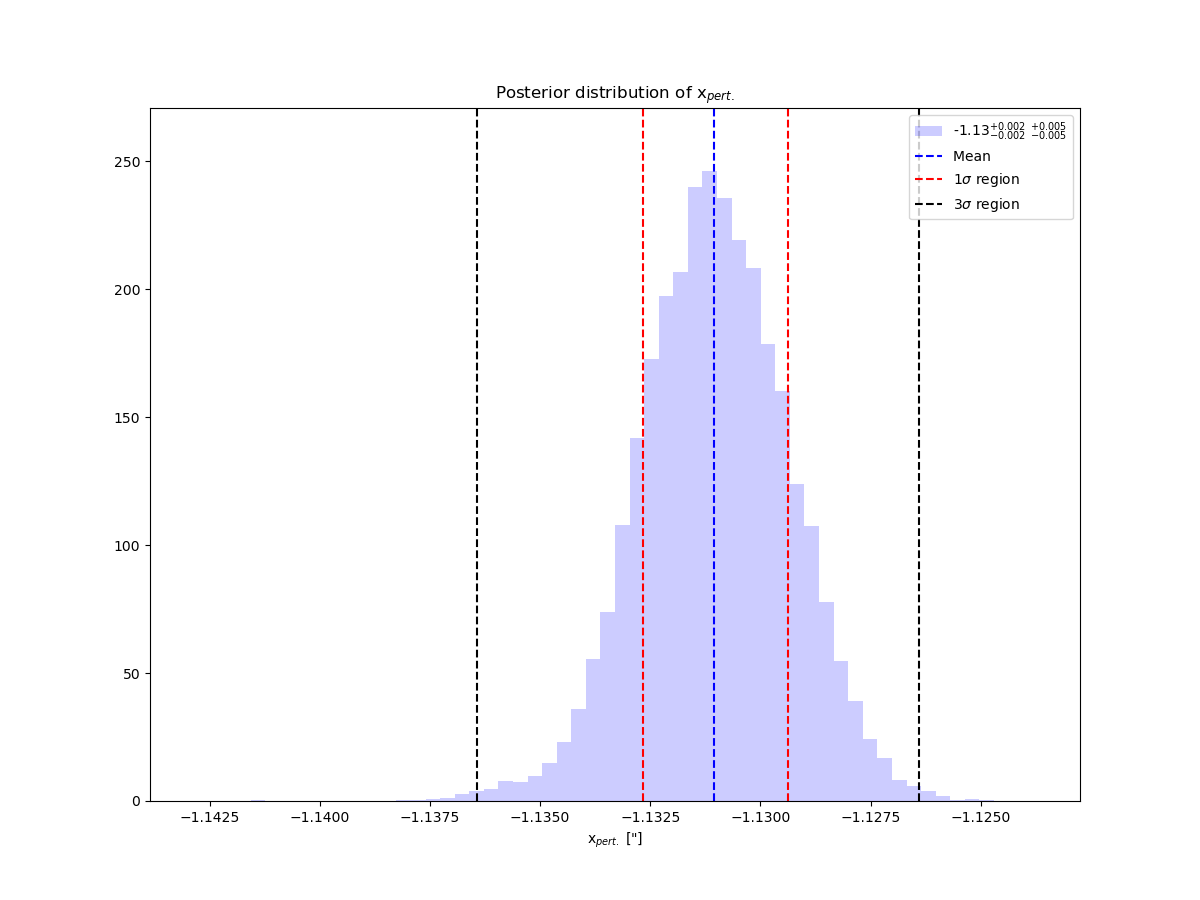 Posterior distribution of x_pert.
-1.13^{+0.002}_{−0.002} ^{+0.005}_{−0.005}
Mean
1σ region
3σ region
250
200
150
100
50
0
−1.1425 −1.1400 −1.1375 −1.1350 −1.1325 −1.1300 −1.1275 −1.1250
x_pert. ["]